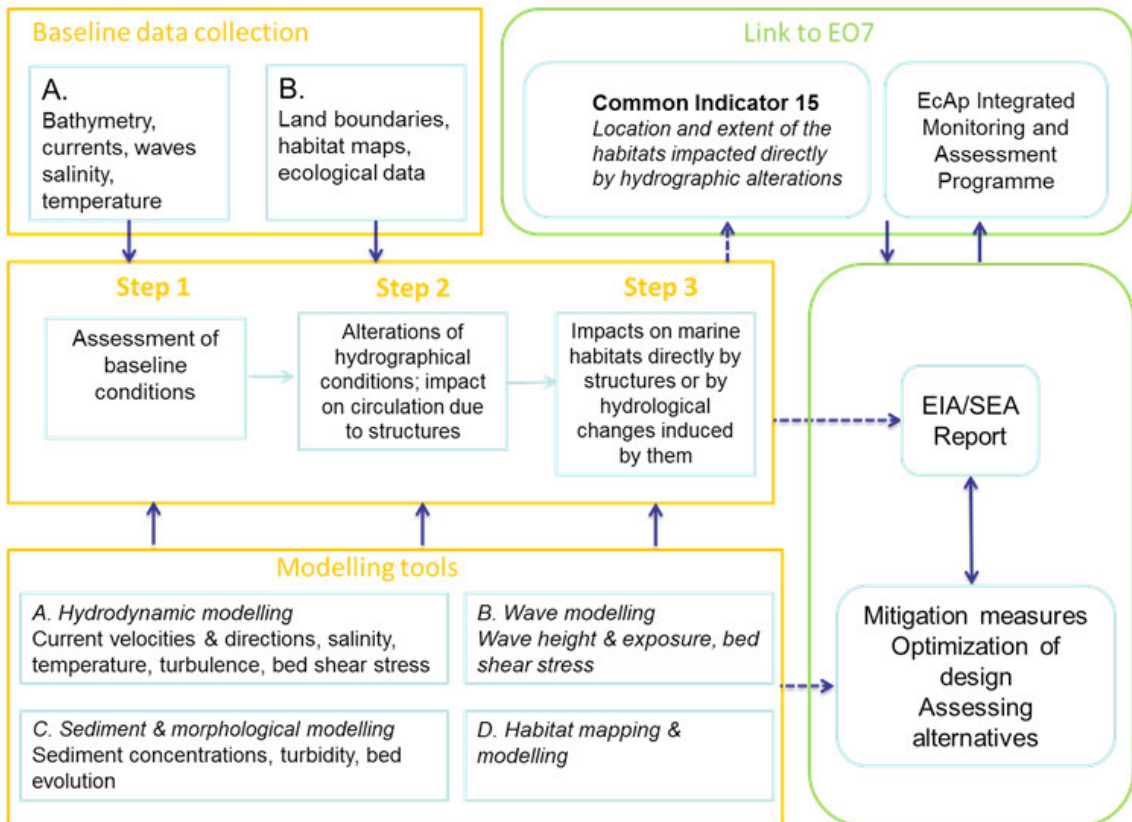 Baseline data collection
A.
Bathymetry,
currents, waves
salinity,
temperature
B.
Land boundaries,
habitat maps,
ecological data
Link to EO7
Common Indicator 15
Location and extent of the
habitats impacted directly
by hydrographic alterations
EcAp Integrated
Monitoring and
Assessment
Programme
Step 1
Assessment of
baseline
conditions
Step 2
Alterations of
hydrographical
conditions; impact
on circulation due
to structures
Step 3
Impacts on marine
habitats directly by
structures or by
hydrological
changes induced
by them
EIA/SEA
Report
Modelling tools
A. Hydrodynamic modelling
Current velocities & directions, salinity,
temperature, turbulence, bed shear stress
B. Wave modelling
Wave height & exposure, bed
shear stress
C. Sediment & morphological modelling
Sediment concentrations, turbidity, bed
evolution
D. Habitat mapping &
modelling
Mitigation measures
Optimization of
design
Assessing
alternatives